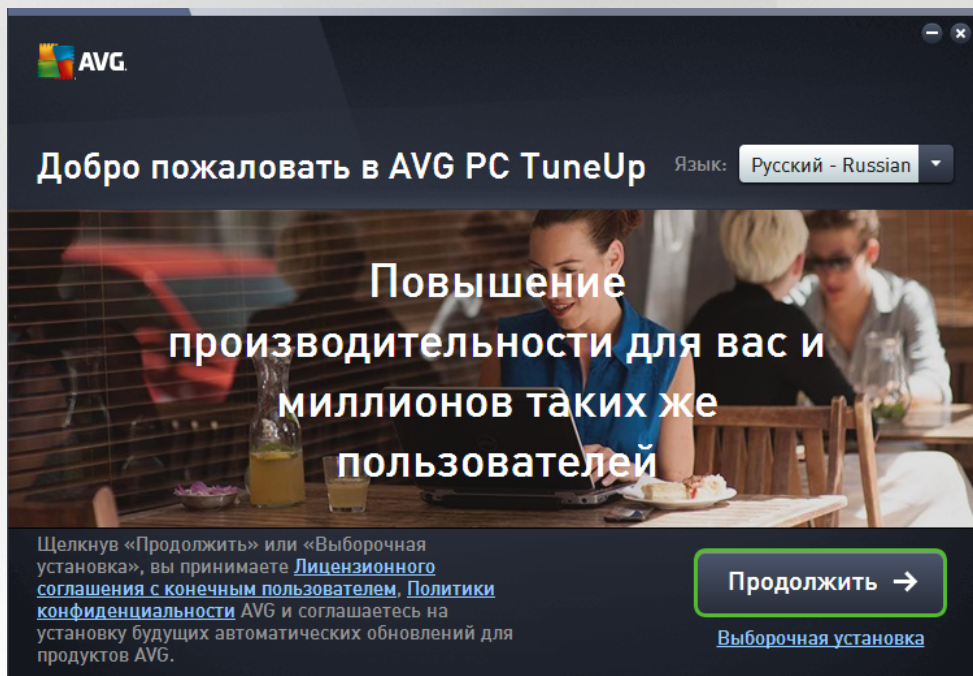 AVG
Добро пожаловать в AVG PC TuneUp
Язык:
Русский - Russian
Повышение
производительности для вас и
миллионов таких же
пользователей
Щелкнув «Продолжить» или «Выборочная
установка», вы принимаете Лицензионного
соглашения с конечным пользователем, Политики
конфиденциальности AVG и соглашаетесь на
установку будущих автоматических обновлений для
продуктов AVG.
Продолжить →
Выборочная установка